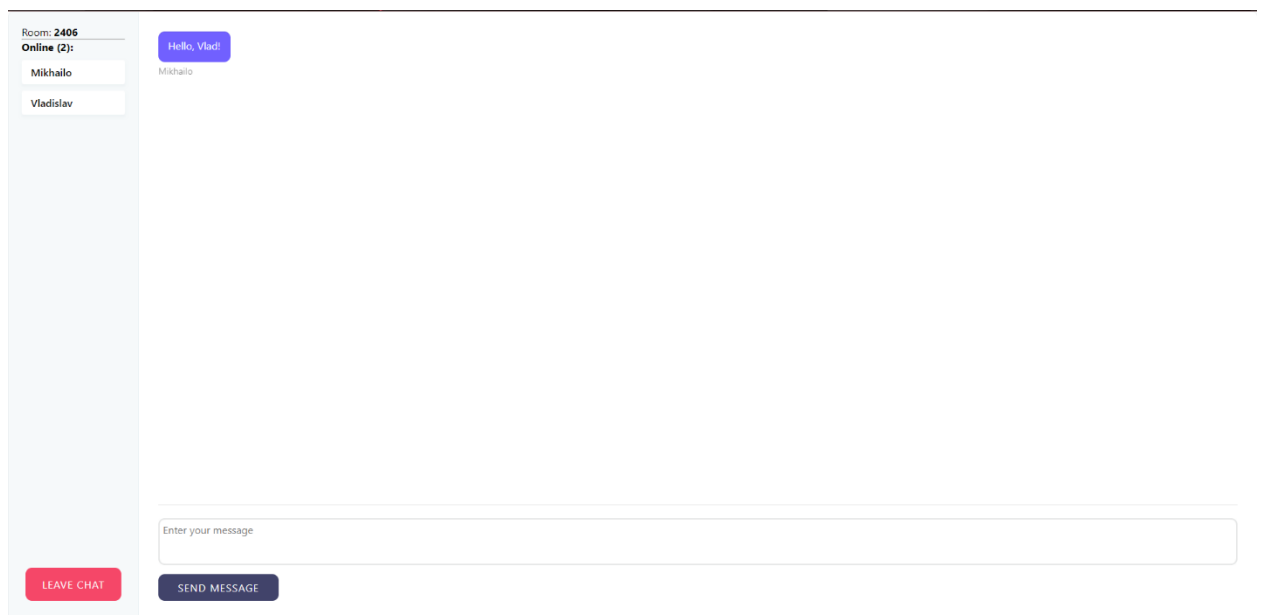 Room: 2406
Online (2):
Mikhailo
Vladislav
LEAVE CHAT
Hello, Vlad!
Mikhailo
Enter your message
SEND MESSAGE